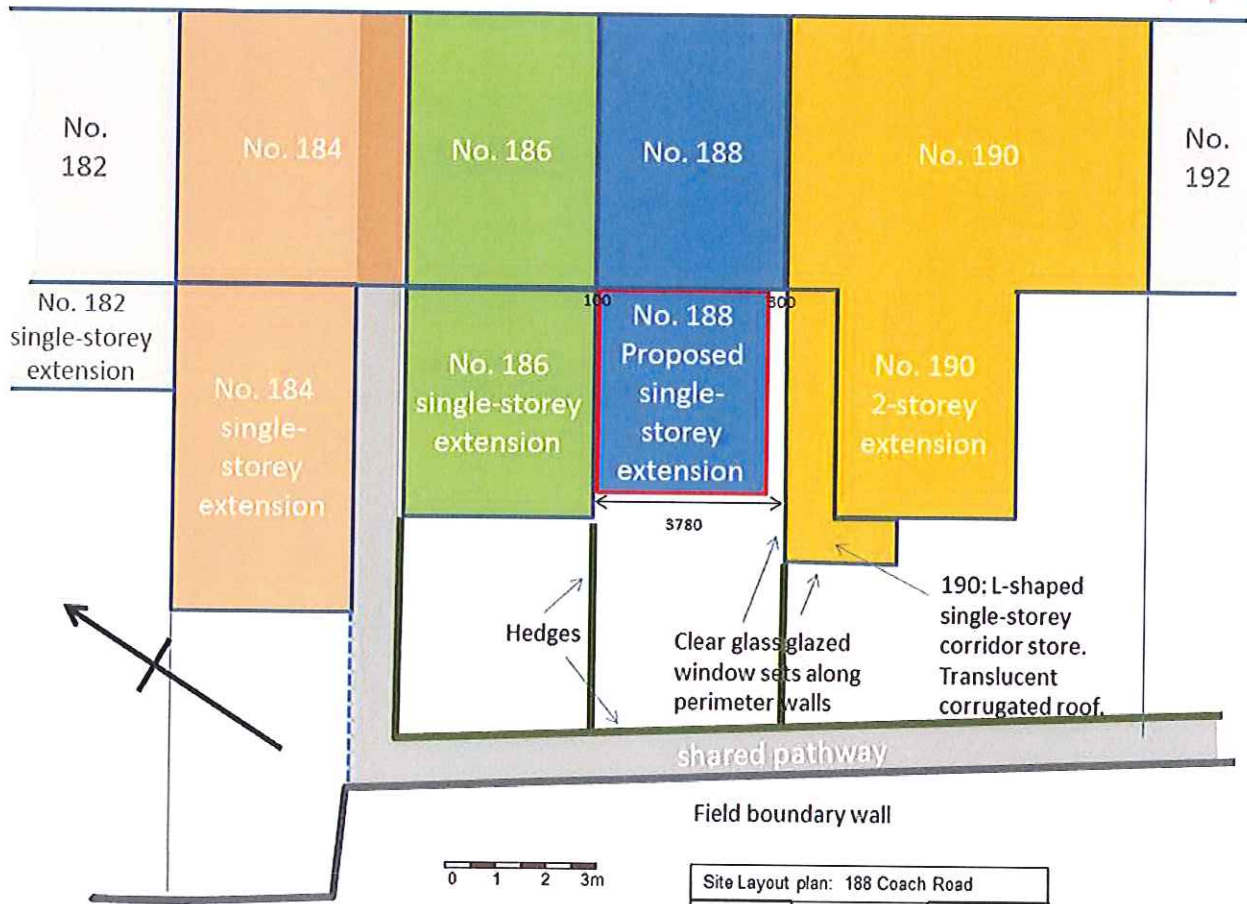 No.
182
No. 184
No. 186
No. 188
No. 190
No.
192
No. 182
single-storey
extension
No. 184
single-
storey
extension
No. 186
single-storey
extension
100
No. 188
Proposed
single-
storey
extension
300
No. 190
2-storey
extension
3780
Hedges
Clear glass glazed
window sets along
perimeter walls
190: L-shaped
single-storey
corridor store.
Translucent
corrugated roof.
shared pathway
Field boundary wall
0 1 2 3m
Site Layout plan: 188 Coach Road